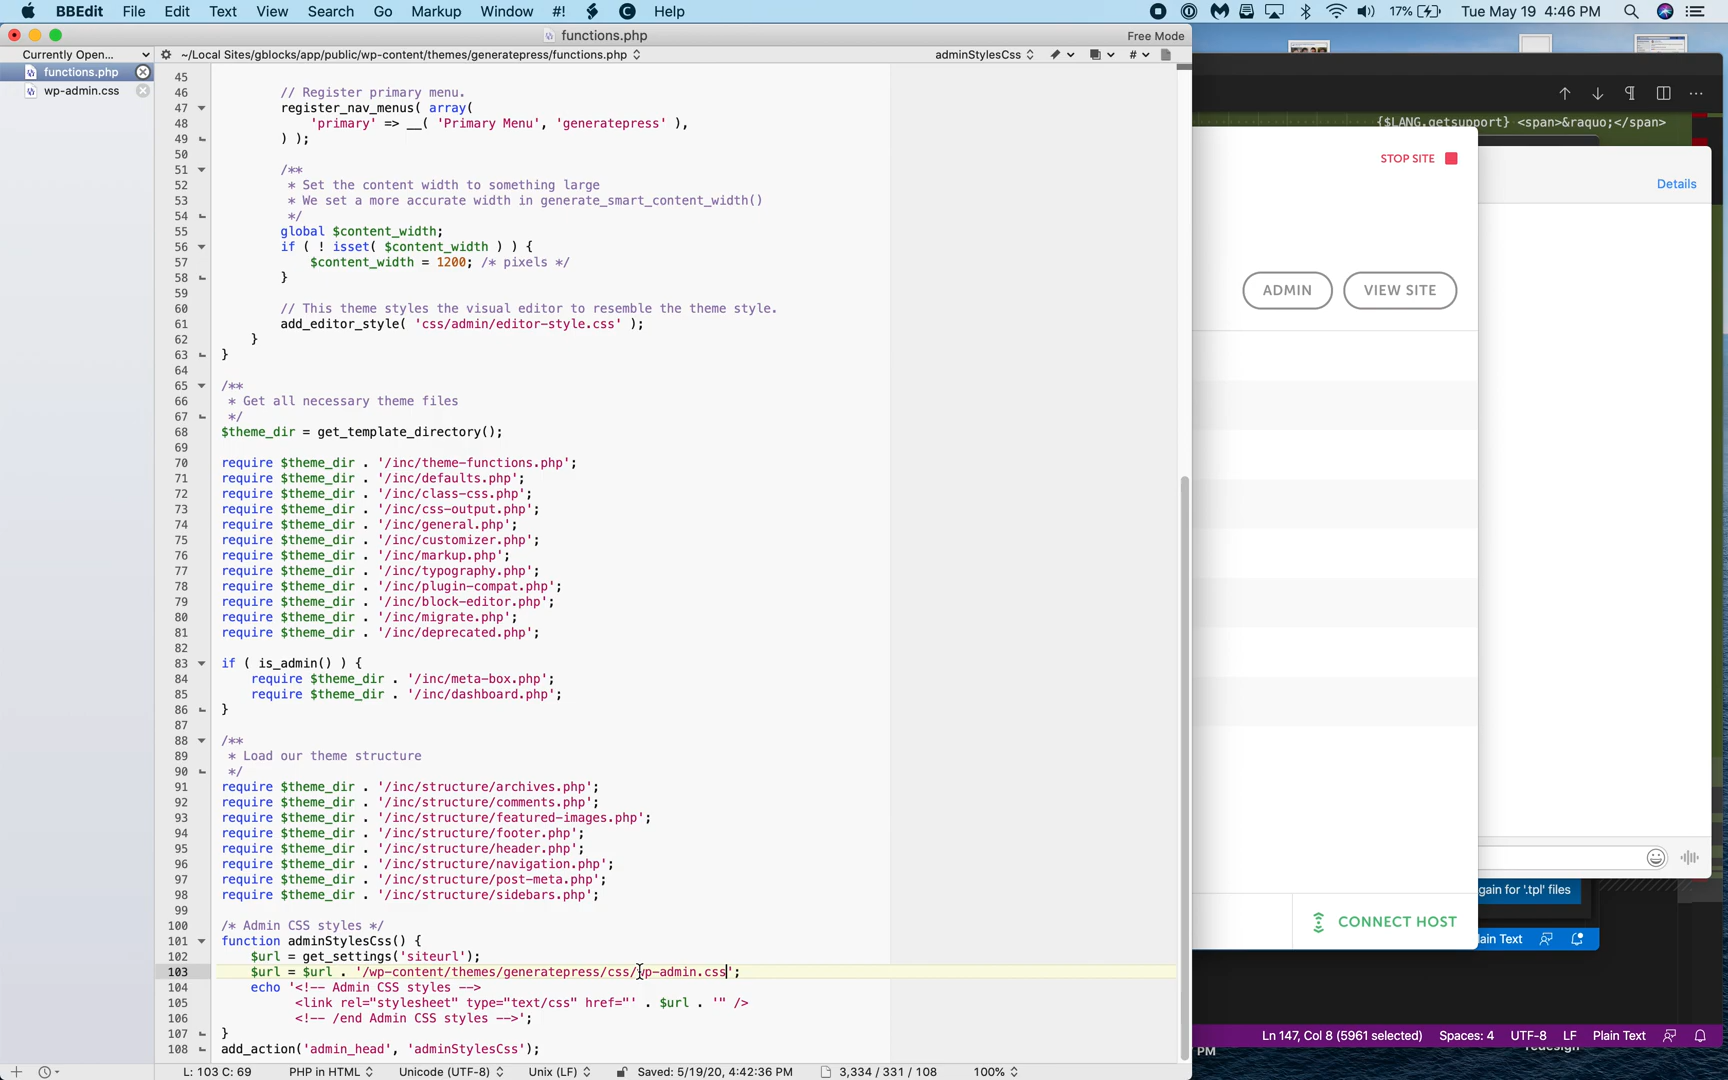 BBEdit File Edit Text View Search Go Markup Window #! Help
17% Tue May 19 4:46 PM
functions.php
Free Mode
Currently Open...
~/Local Sites/gblocks/app/public/wp-content/themes/generatepress/functions.php
adminStylesCss
#
functions.php
wp-admin.css
45
46 // Register primary menu.
47 register_nav_menus( array(
48 'primary' => __( 'Primary Menu', 'generatepress' ),
49 ) );
50
51 /**
52 * Set the content width to something large
53 * We set a more accurate width in generate_smart_content_width()
54 */
55 global $content_width;
56 if ( ! isset( $content_width ) ) {
57 $content_width = 1200; /* pixels */
58 }
59
60 // This theme styles the visual editor to resemble the theme style.
61 add_editor_style( 'css/admin/editor-style.css' );
62 }
63 }
64
65 /**
66 * Get all necessary theme files
67 */
68 $theme_dir = get_template_directory();
69
70 require $theme_dir . '/inc/theme-functions.php';
71 require $theme_dir . '/inc/defaults.php';
72 require $theme_dir . '/inc/class-css.php';
73 require $theme_dir . '/inc/css-output.php';
74 require $theme_dir . '/inc/general.php';
75 require $theme_dir . '/inc/customizer.php';
76 require $theme_dir . '/inc/markup.php';
77 require $theme_dir . '/inc/typography.php';
78 require $theme_dir . '/inc/plugin-compat.php';
79 require $theme_dir . '/inc/block-editor.php';
80 require $theme_dir . '/inc/migrate.php';
81 require $theme_dir . '/inc/deprecated.php';
82
83 if ( is_admin() ) {
84 require $theme_dir . '/inc/meta-box.php';
85 require $theme_dir . '/inc/dashboard.php';
86 }
87
88 /**
89 * Load our theme structure
90 */
91 require $theme_dir . '/inc/structure/archives.php';
92 require $theme_dir . '/inc/structure/comments.php';
93 require $theme_dir . '/inc/structure/featured-images.php';
94 require $theme_dir . '/inc/structure/footer.php';
95 require $theme_dir . '/inc/structure/header.php';
96 require $theme_dir . '/inc/structure/navigation.php';
97 require $theme_dir . '/inc/structure/post-meta.php';
98 require $theme_dir . '/inc/structure/sidebars.php';
99
100 /* Admin CSS styles */
101 function adminStylesCss() {
102 $url = get_settings('siteurl');
103 $url = $url . '/wp-content/themes/generatepress/css/wp-admin.css';
104 echo '<!-- Admin CSS styles -->
105 <link rel="stylesheet" type="text/css" href="' . $url . '" />
106 <!-- /end Admin CSS styles -->';
107 }
108 add_action('admin_head', 'adminStylesCss');
L: 103 C: 69 PHP in HTML Unicode (UTF-8) Unix (LF) Saved: 5/19/20, 4:42:36 PM 3,334 / 331 / 108 100%
{$LANG.getsupport} <span>&raquo;</span>
STOP SITE
Details
ADMIN
VIEW SITE
gain for '.tpl' files
CONNECT HOST
lain Text
Ln 147, Col 8 (5961 selected) Spaces: 4 UTF-8 LF Plain Text
PM
redesign